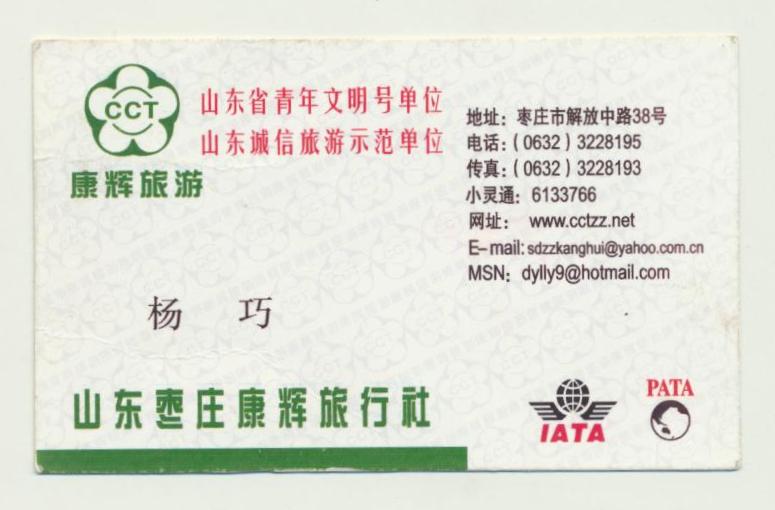 CCT
康辉旅游
山东省青年文明号单位
山东诚信旅游示范单位
地址：枣庄市解放中路38号
电话：(0632）3228195
传真：(0632）3228193
小灵通：6133766
网址： www.cctzz.net
E-mail: sdzzkanghui@yahoo.com.cn
MSN：dylly9@hotmail.com
杨 巧
山东枣庄康辉旅行社
IATA
PATA